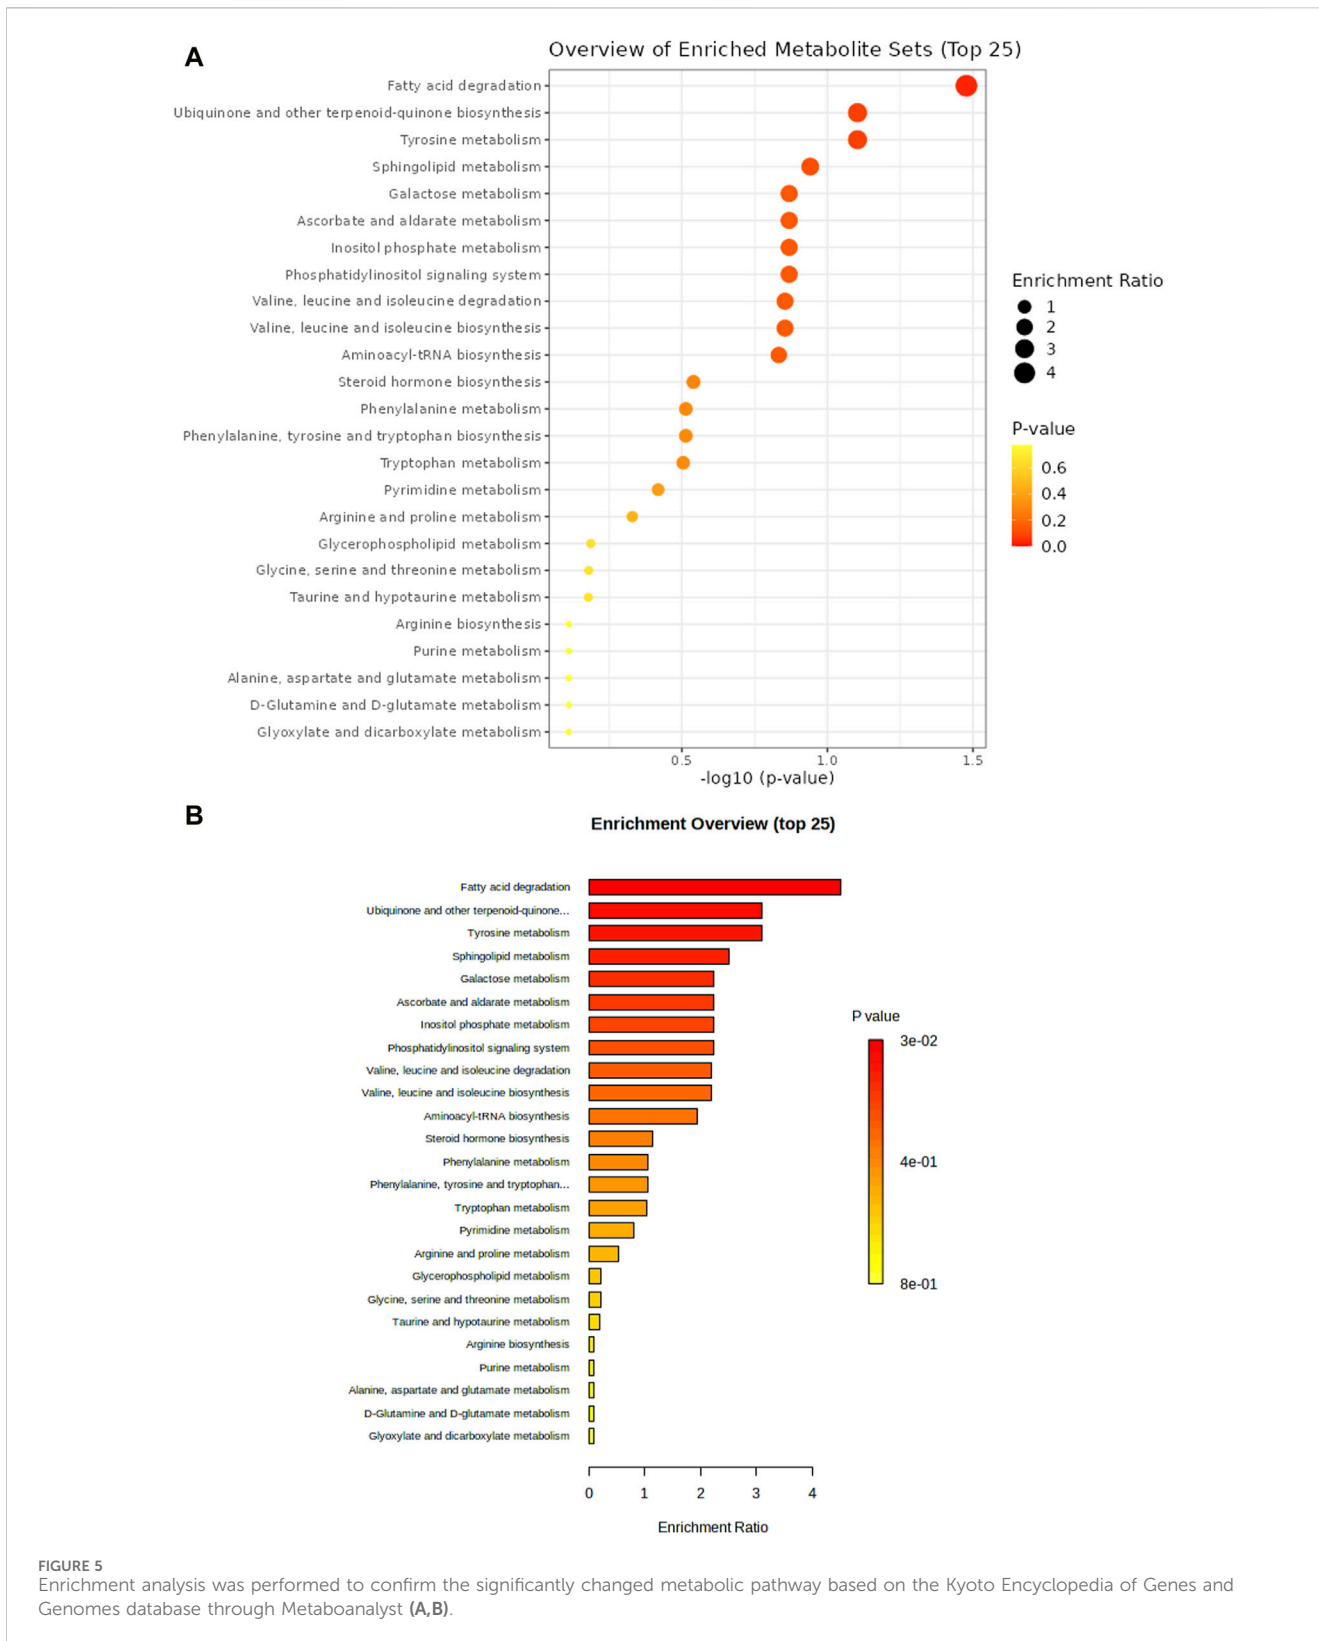 A
Overview of Enriched Metabolite Sets (Top 25)
Fatty acid degradation
Ubiquinone and other terpenoid-quinone biosynthesis
Tyrosine metabolism
Sphingolipid metabolism
Galactose metabolism
Ascorbate and aldarate metabolism
Inositol phosphate metabolism
Phosphatidylinositol signaling system
Valine, leucine and isoleucine degradation
Valine, leucine and isoleucine biosynthesis
Aminoacyl-tRNA biosynthesis
Steroid hormone biosynthesis
Phenylalanine metabolism
Phenylalanine, tyrosine and tryptophan biosynthesis
Tryptophan metabolism
Pyrimidine metabolism
Arginine and proline metabolism
Glycerophospholipid metabolism
Glycine, serine and threonine metabolism
Taurine and hypotaurine metabolism
Arginine biosynthesis
Purine metabolism
Alanine, aspartate and glutamate metabolism
D-Glutamine and D-glutamate metabolism
Glyoxylate and dicarboxylate metabolism
0.5 1.0 1.5
-log10 (p-value)
Enrichment Ratio
1
2
3
4
P-value
0.6
0.4
0.2
0.0
B
Enrichment Overview (top 25)
Fatty acid degradation
Ubiquinone and other terpenoid-quinone...
Tyrosine metabolism
Sphingolipid metabolism
Galactose metabolism
Ascorbate and aldarate metabolism
Inositol phosphate metabolism
Phosphatidylinositol signaling system
Valine, leucine and isoleucine degradation
Valine, leucine and isoleucine biosynthesis
Aminoacyl-tRNA biosynthesis
Steroid hormone biosynthesis
Phenylalanine metabolism
Phenylalanine, tyrosine and tryptophan...
Tryptophan metabolism
Pyrimidine metabolism
Arginine and proline metabolism
Glycerophospholipid metabolism
Glycine, serine and threonine metabolism
Taurine and hypotaurine metabolism
Arginine biosynthesis
Purine metabolism
Alanine, aspartate and glutamate metabolism
D-Glutamine and D-glutamate metabolism
Glyoxylate and dicarboxylate metabolism
0 1 2 3 4
Enrichment Ratio
P value
3e-02
4e-01
8e-01
FIGURE 5
Enrichment analysis was performed to confirm the significantly changed metabolic pathway based on the Kyoto Encyclopedia of Genes and
Genomes database through Metaboanalyst (A,B).